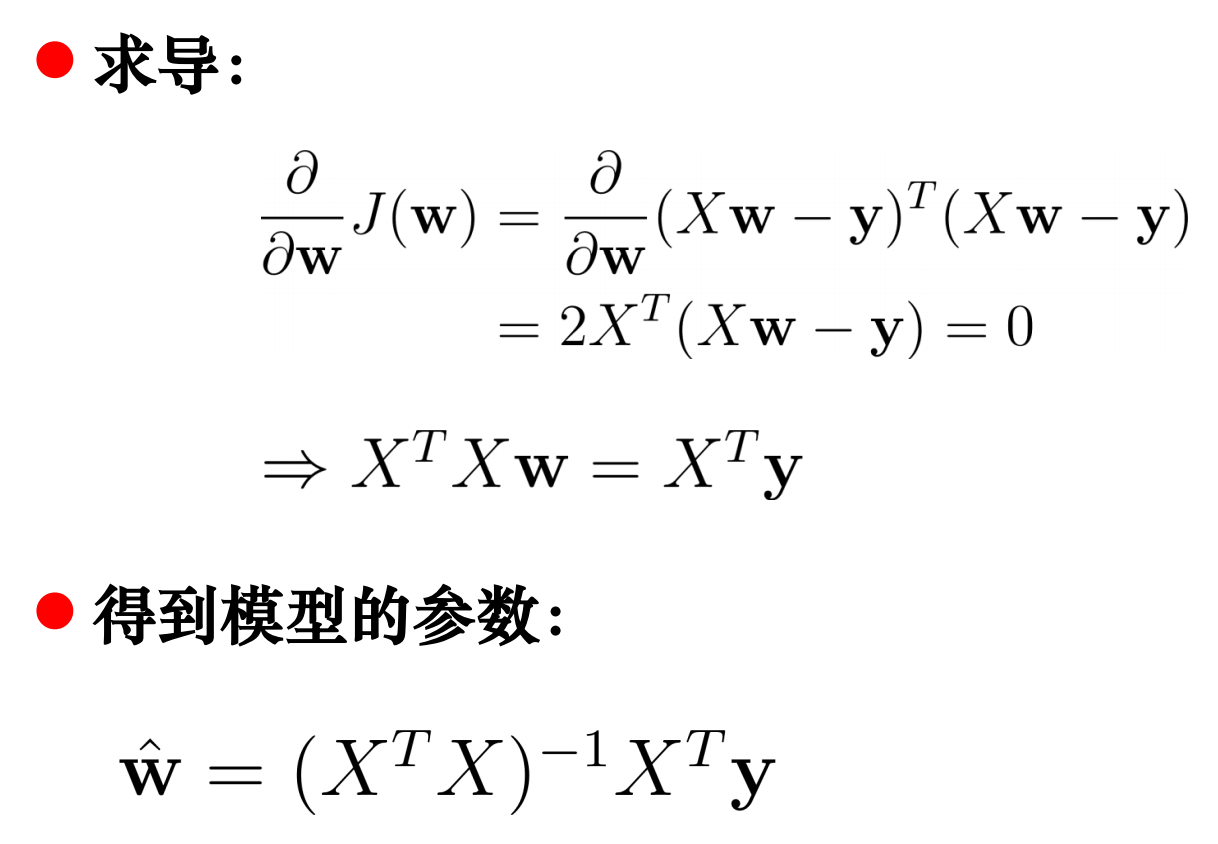 ● 求导：
$$\frac{\partial}{\partial \mathbf{w}} J(\mathbf{w}) = \frac{\partial}{\partial \mathbf{w}} (X\mathbf{w} - \mathbf{y})^T (X\mathbf{w} - \mathbf{y})$$
$$= 2X^T (X\mathbf{w} - \mathbf{y}) = 0$$
$$\Rightarrow X^T X\mathbf{w} = X^T \mathbf{y}$$
● 得到模型的参数：
$$\hat{\mathbf{w}} = (X^T X)^{-1} X^T \mathbf{y}$$